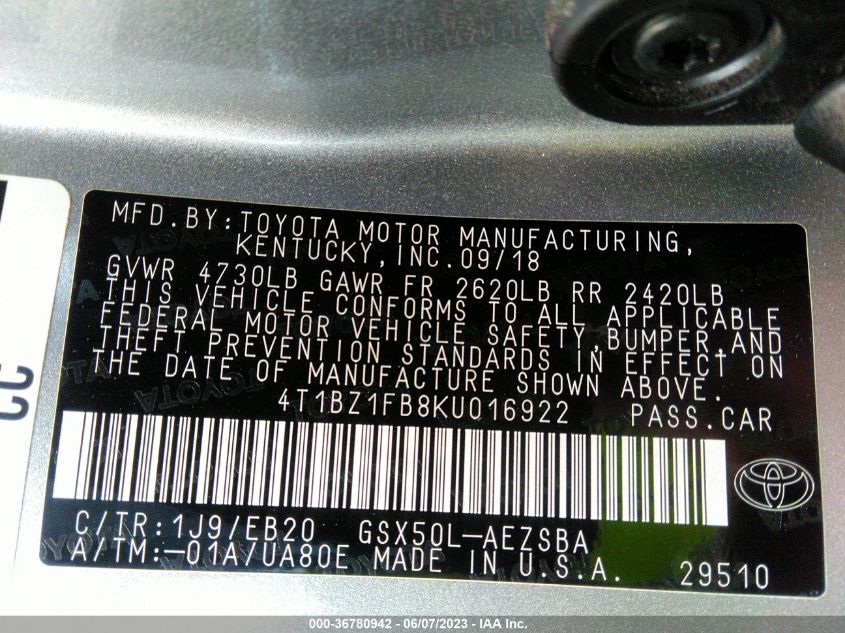 MFD.BY:TOYOTA MOTOR MANUFACTURING,
KENTUCKY,INC.09/18
GVWR 4730LB GAWR FR 2620LB RR 2420LB
THIS VEHICLE CONFORMS TO ALL APPLICABLE
FEDERAL MOTOR VEHICLE SAFETY,BUMPER,AND
THEFT PREVENTION STANDARDS IN EFFECT ON
THE DATE OF MANUFACTURE SHOWN ABOVE.
4T1BZ1FB8KU016922 PASS.CAR
C/TR:1J9/EB20 GSX50L-AEZSBA
A/TM:-01A/UA80E MADE IN U.S.A. 29510
CC
000-36780942 - 06/07/2023 - IAA Inc.